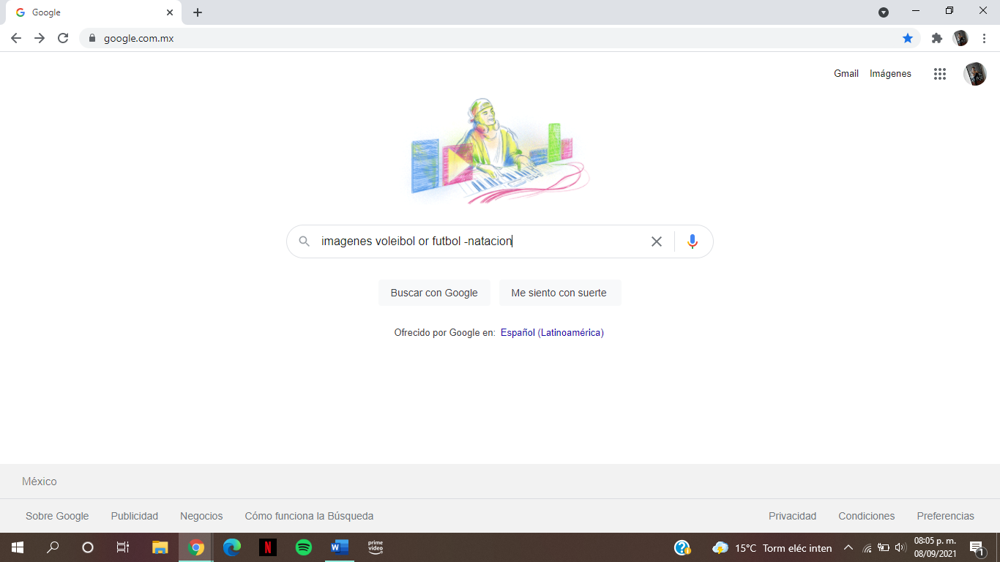 Google
google.com.mx
Gmail Imágenes
imagenes voleibol or futbol -natacion
Buscar con Google Me siento con suerte
Ofrecido por Google en: Español (Latinoamérica)
México
Sobre Google Publicidad Negocios Cómo funciona la Búsqueda Privacidad Condiciones Preferencias
15°C Torm eléc inten 08:05 p. m.
prime video
08/09/2021
1